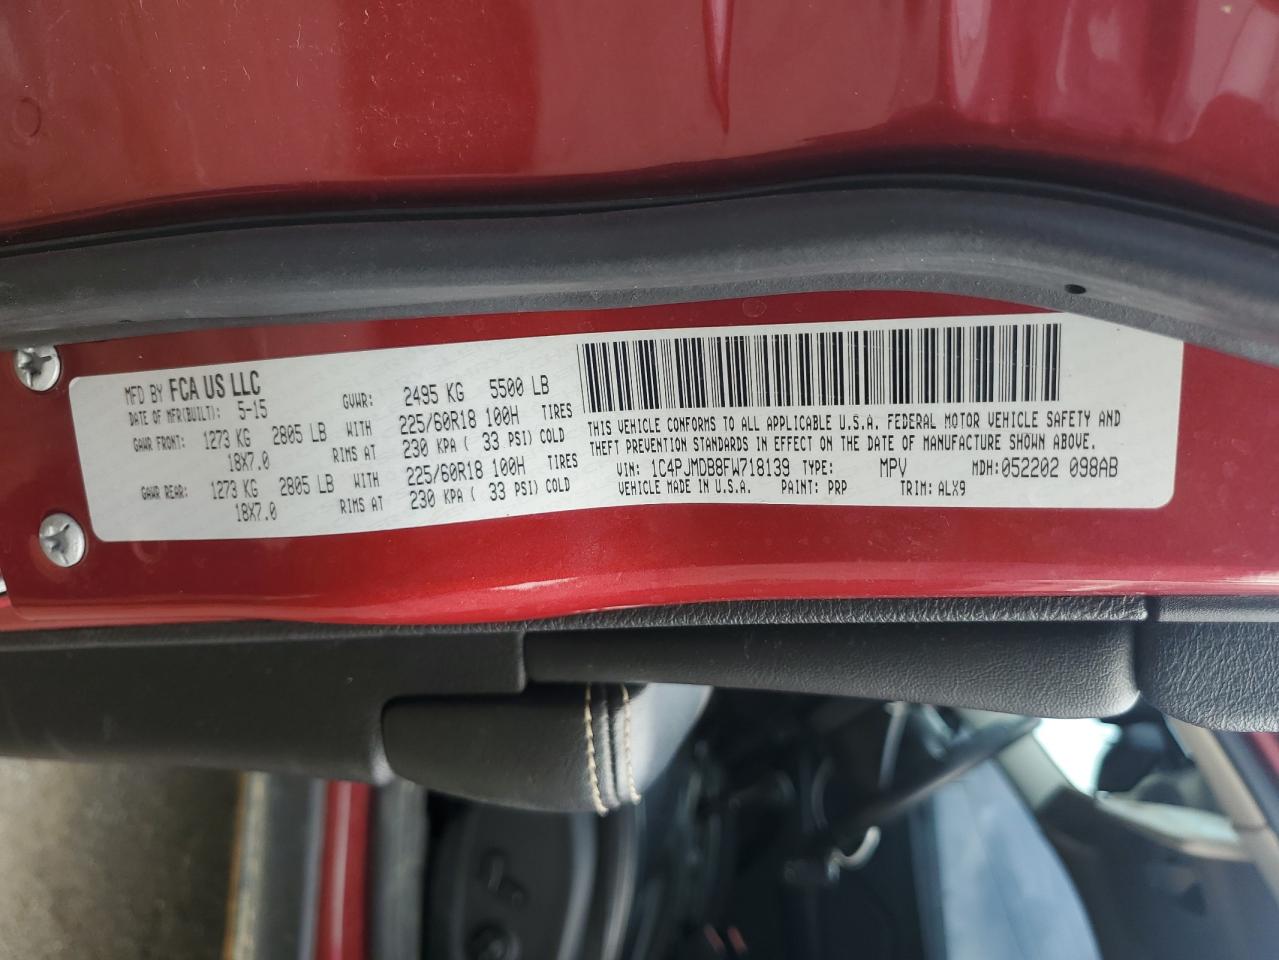 MFD BY FCA US LLC
DATE OF MFR(BUILT): 5-15 GVWR: 2495 KG 5500 LB
GAWR FRONT: 1273 KG 2805 LB WITH 225/60R18 100H TIRES
18X7.0 RIMS AT 230 KPA ( 33 PSI) COLD
GAWR REAR: 1273 KG 2805 LB WITH 225/60R18 100H TIRES
18X7.0 RIMS AT 230 KPA ( 33 PSI) COLD
THIS VEHICLE CONFORMS TO ALL APPLICABLE U.S.A. FEDERAL MOTOR VEHICLE SAFETY AND
THEFT PREVENTION STANDARDS IN EFFECT ON THE DATE OF MANUFACTURE SHOWN ABOVE.
VIN: 1C4PJMDB8FW718139 TYPE: MPV MDH:052202 098AB
VEHICLE MADE IN U.S.A. PAINT: PRP TRIM: ALX9